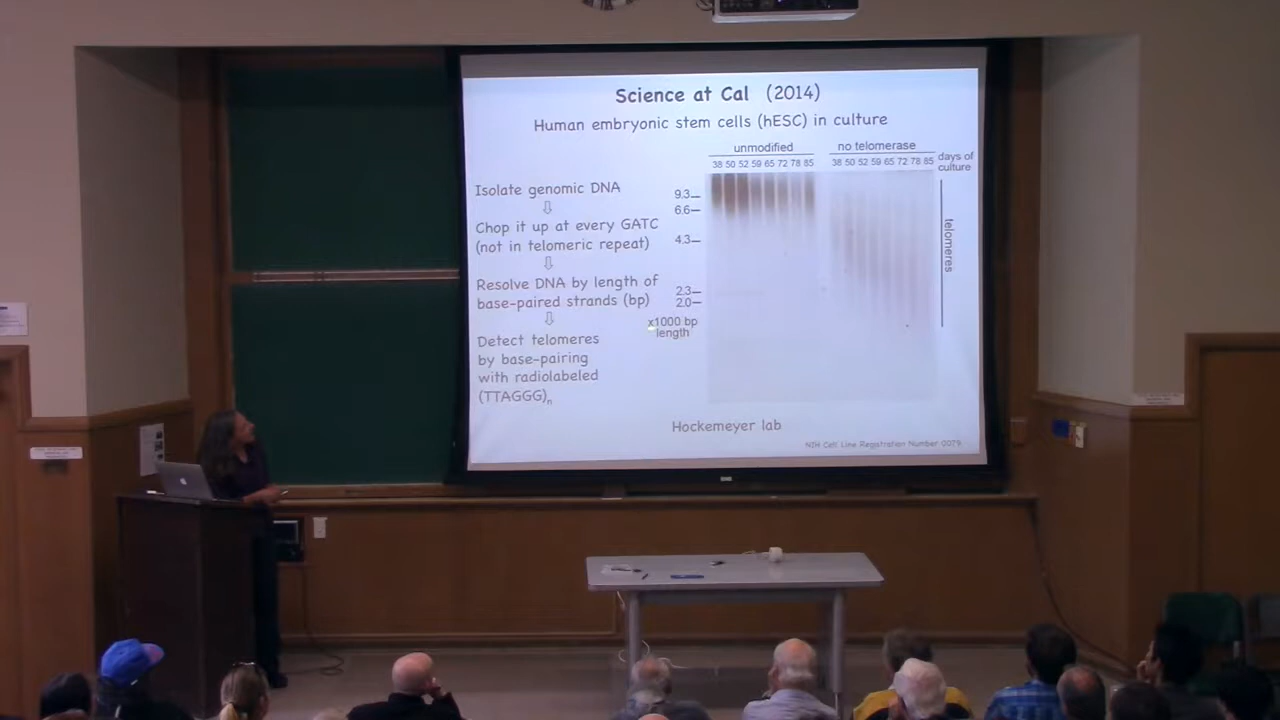 Science at Cal (2014)
Human embryonic stem cells (hESC) in culture
unmodified no telomerase
38 50 52 59 65 72 78 85 38 50 52 59 65 72 78 85 days of
culture
Isolate genomic DNA
⇩
Chop it up at every GATC
(not in telomeric repeat)
⇩
Resolve DNA by length of
base-paired strands (bp)
⇩
Detect telomeres
by base-pairing
with radiolabeled
(TTAGGG)n
9.3—
6.6—
4.3—
2.3—
2.0—
x1000 bp
length
telomeres
Hockemeyer lab
NIH Cell Line Registration Number 0079